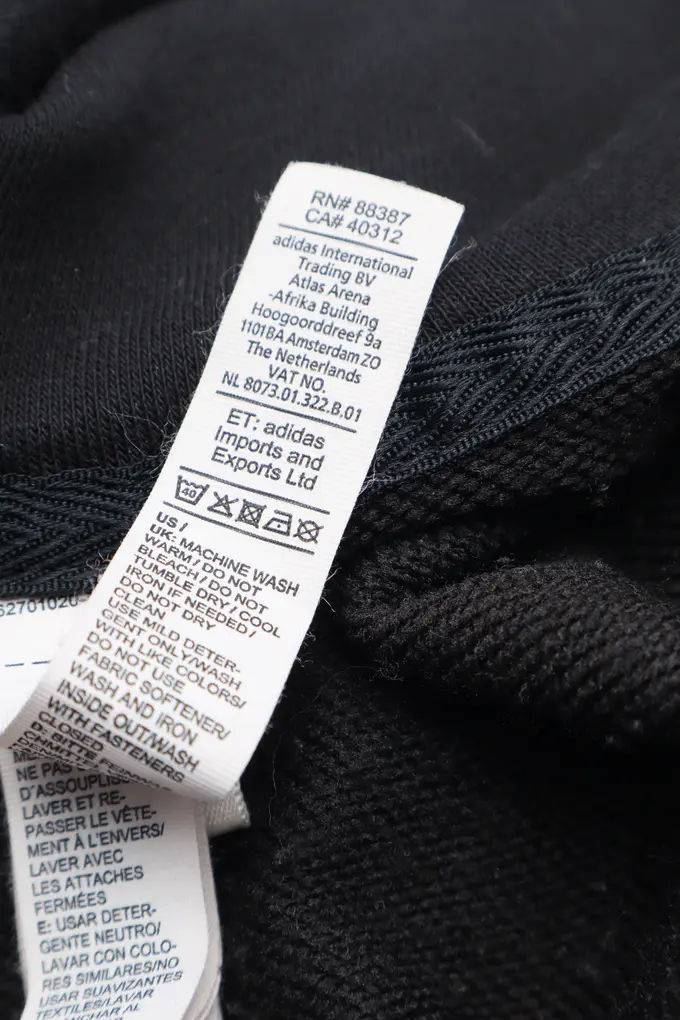 RN# 88387
CA# 40312
adidas International
Trading BV
Atlas Arena
-Afrika Building
Hoogoorddreef 9a
1101BA Amsterdam ZO
The Netherlands
VAT NO.
NL 8073.01.322.B.01
ET: adidas
Imports and
Exports Ltd
40
US /
UK: MACHINE WASH
WARM / DO NOT
BLEACH / DO NOT
TUMBLE DRY / COOL
IRON IF NEEDED /
DO NOT DRY
CLEAN
USE MILD DETER-
GENT ONLY/WASH
WITH LIKE COLORS/
DO NOT USE
FABRIC SOFTENER/
WASH AND IRON
INSIDE OUT/WASH
WITH FASTENERS
CLOSED
D: BITTE FEINWA
62701020
NE PAS
D'ASSOUPLIS
LAVER ET RE-
PASSER LE VÊTE-
MENT À L'ENVERS/
LAVER AVEC
LES ATTACHES
FERMÉES
E: USAR DETER-
GENTE NEUTRO/
LAVAR CON COLO-
RES SIMILARES/NO
USAR SUAVIZANTES
TEXTILES/LAVAR